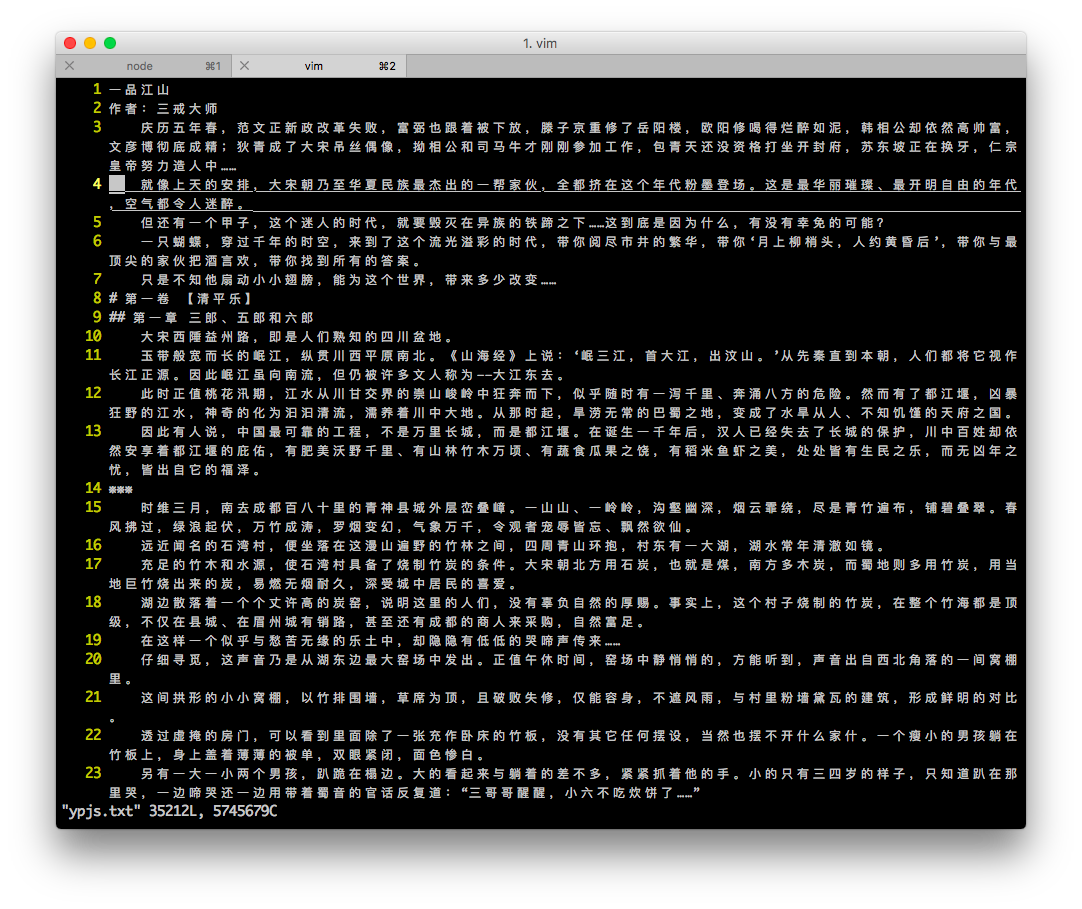 1. vim
node ⌘1 vim ⌘2
1 一品江山
2 作者：三戒大师
3 庆历五年春，范文正新政改革失败，富弼也跟着被下放，滕子京重修了岳阳楼，欧阳修喝得烂醉如泥，韩相公却依然高帅富，
文彦博彻底成精；狄青成了大宋吊丝偶像，拗相公和司马牛才刚刚参加工作，包青天还没资格打坐开封府，苏东坡正在换牙，仁宗
皇帝努力造人中……
4 就像上天的安排，大宋朝乃至华夏民族最杰出的一帮家伙，全都挤在这个年代粉墨登场。这是最华丽璀璨、最开明自由的年代
，空气都令人迷醉。
5 但还有一个甲子，这个迷人的时代，就要毁灭在异族的铁蹄之下……这到底是因为什么，有没有幸免的可能？
6 一只蝴蝶，穿过千年的时空，来到了这个流光溢彩的时代，带你阅尽市井的繁华，带你‘月上柳梢头，人约黄昏后’，带你与最
顶尖的家伙把酒言欢，带你找到所有的答案。
7 只是不知他扇动小小翅膀，能为这个世界，带来多少改变……
8 # 第一卷 【清平乐】
9 ## 第一章 三郎、五郎和六郎
10 大宋西陲益州路，即是人们熟知的四川盆地。
11 玉带般宽而长的岷江，纵贯川西平原南北。《山海经》上说：‘岷三江，首大江，出汶山。’从先秦直到本朝，人们都将它视作
长江正源。因此岷江虽向南流，但仍被许多文人称为——大江东去。
12 此时正值桃花汛期，江水从川甘交界的崇山峻岭中狂奔而下，似乎随时有一泻千里、奔涌八方的危险。然而有了都江堰，凶暴
狂野的江水，神奇的化为汩汩清流，濡养着川中大地。从那时起，旱涝无常的巴蜀之地，变成了水旱从人、不知饥馑的天府之国。
13 因此有人说，中国最可靠的工程，不是万里长城，而是都江堰。在诞生一千年后，汉人已经失去了长城的保护，川中百姓却依
然安享着都江堰的庇佑，有肥美沃野千里、有山林竹木万顷、有蔬食瓜果之饶，有稻米鱼虾之美，处处皆有生民之乐，而无凶年之
忧，皆出自它的福泽。
14 ※※※
15 时维三月，南去成都百八十里的青神县城外层峦叠嶂。一山山、一岭岭，沟壑幽深，烟云霏绕，尽是青竹遍布，铺碧叠翠。春
风拂过，绿浪起伏，万竹成涛，罗烟变幻，气象万千，令观者宠辱皆忘、飘然欲仙。
16 远近闻名的石湾村，便坐落在这漫山遍野的竹林之间，四周青山环抱，村东有一大湖，湖水常年清澈如镜。
17 充足的竹木和水源，使石湾村具备了烧制竹炭的条件。大宋朝北方用石炭，也就是煤，南方多木炭，而蜀地则多用竹炭，用当
地巨竹烧出来的炭，易燃无烟耐久，深受城中居民的喜爱。
18 湖边散落着一个个丈许高的炭窑，说明这里的人们，没有辜负自然的厚赐。事实上，这个村子烧制的竹炭，在整个竹海都是顶
级，不仅在县城、在眉州城有销路，甚至还有成都的商人来采购，自然富足。
19 在这样一个似乎与愁苦无缘的乐土中，却隐隐有低低的哭啼声传来……
20 仔细寻觅，这声音乃是从湖东边最大窑场中发出。正值午休时间，窑场中静悄悄的，方能听到，声音出自西北角落的一间窝棚
里。
21 这间拱形的小小窝棚，以竹排围墙，草席为顶，且破败失修，仅能容身，不遮风雨，与村里粉墙黛瓦的建筑，形成鲜明的对比
。
22 透过虚掩的房门，可以看到里面除了一张充作卧床的竹板，没有其它任何摆设，当然也摆不开什么家什。一个瘦小的男孩躺在
竹板上，身上盖着薄薄的被单，双眼紧闭，面色惨白。
23 另有一大一小两个男孩，趴跪在榻边。大的看起来与躺着的差不多，紧紧抓着他的手。小的只有三四岁的样子，只知道趴在那
里哭，一边啼哭还一边用带着蜀音的官话反复道：“三哥哥醒醒，小六不吃炊饼了……”
"ypjs.txt" 35212L, 5745679C